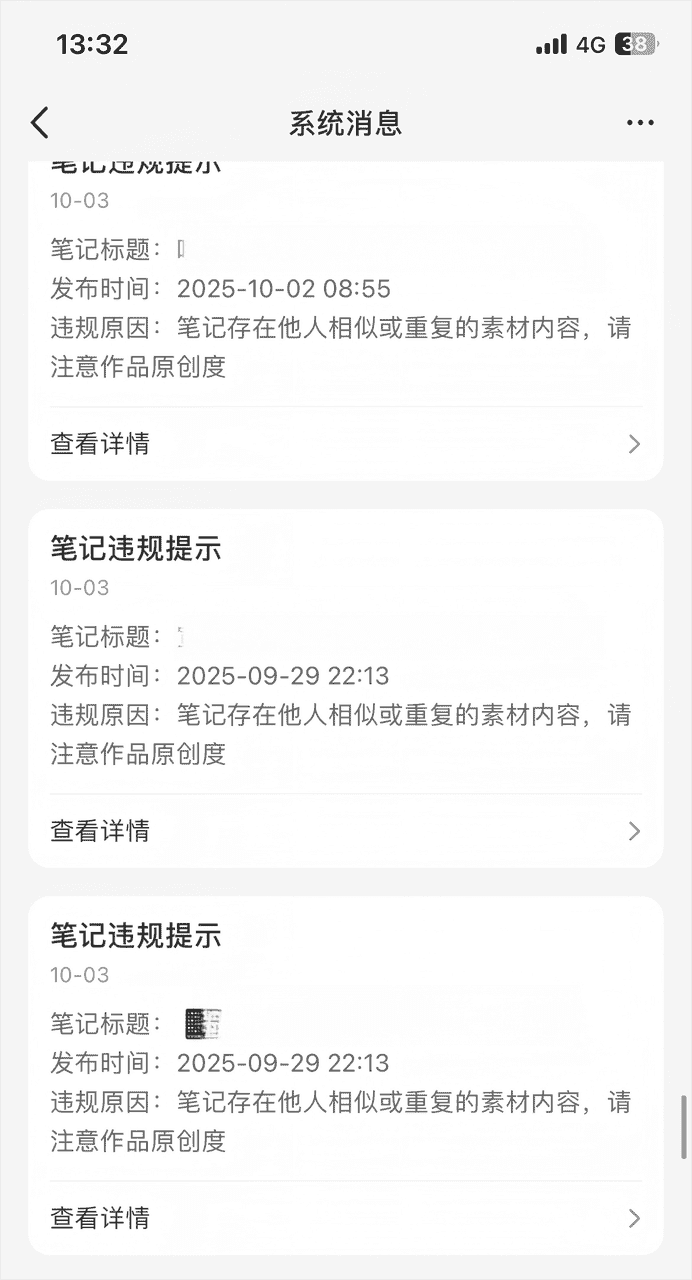 13:32
4G 38
系统消息
笔记违规提示
10-03
笔记标题：
发布时间：2025-10-02 08:55
违规原因：笔记存在他人相似或重复的素材内容，请
注意作品原创度
查看详情
笔记违规提示
10-03
笔记标题：
发布时间：2025-09-29 22:13
违规原因：笔记存在他人相似或重复的素材内容，请
注意作品原创度
查看详情
笔记违规提示
10-03
笔记标题：
发布时间：2025-09-29 22:13
违规原因：笔记存在他人相似或重复的素材内容，请
注意作品原创度
查看详情